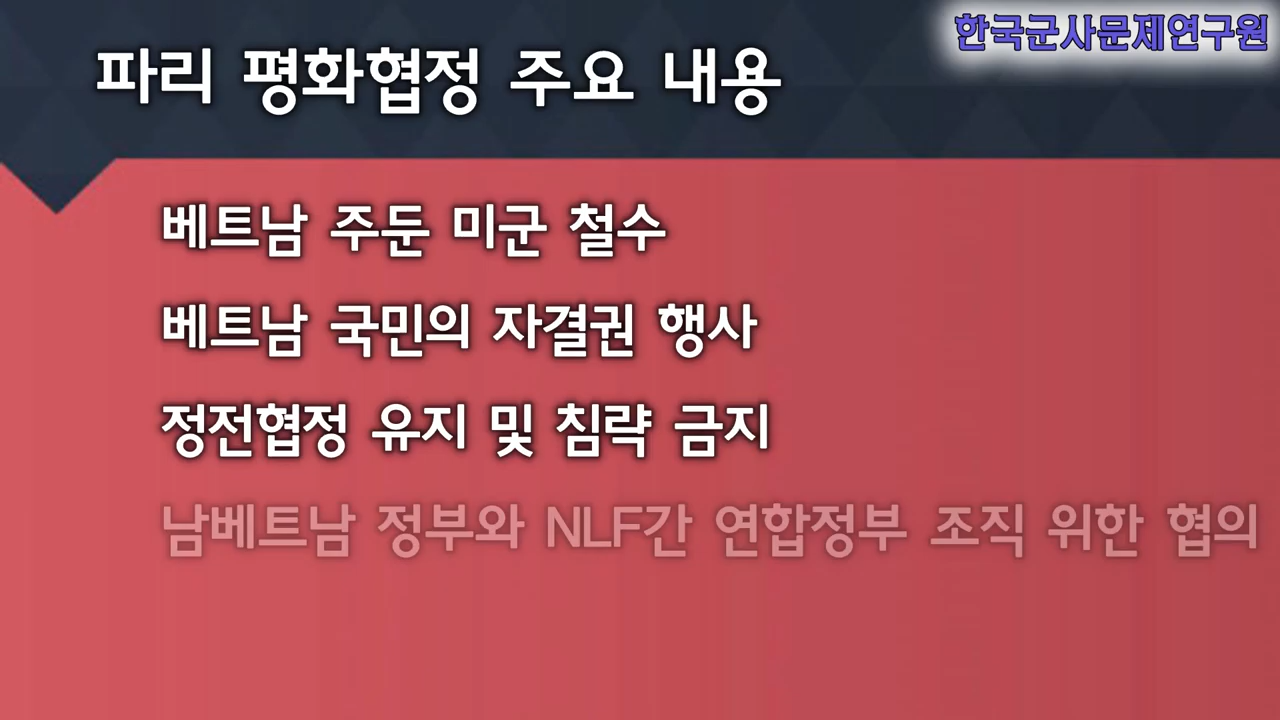 한국군사문제연구원
파리 평화협정 주요 내용
베트남 주둔 미군 철수
베트남 국민의 자결권 행사
정전협정 유지 및 침략 금지
남베트남 정부와 NLF간 연합정부 조직 위한 협의